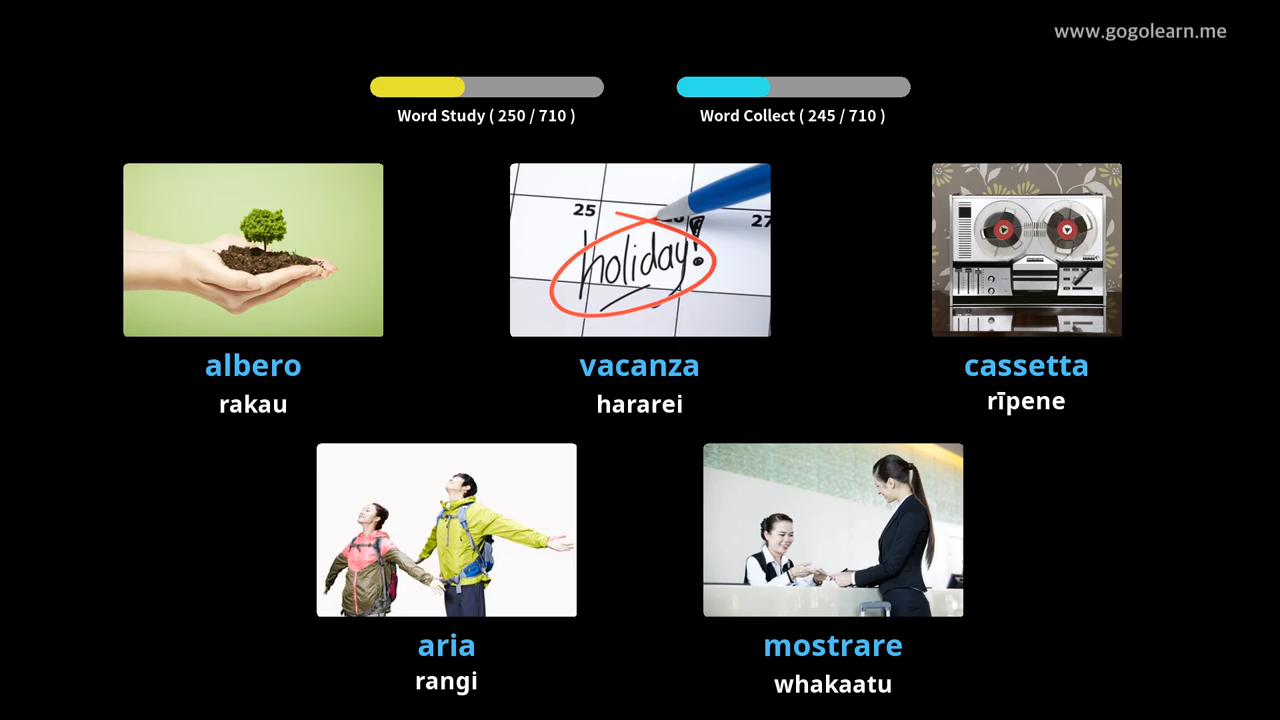 www.gogolearn.me
Word Study ( 250 / 710 )
Word Collect ( 245 / 710 )
25
27
holiday!
albero
vacanza
cassetta
rakau
hararei
rīpene
aria
mostrare
rangi
whakaatu